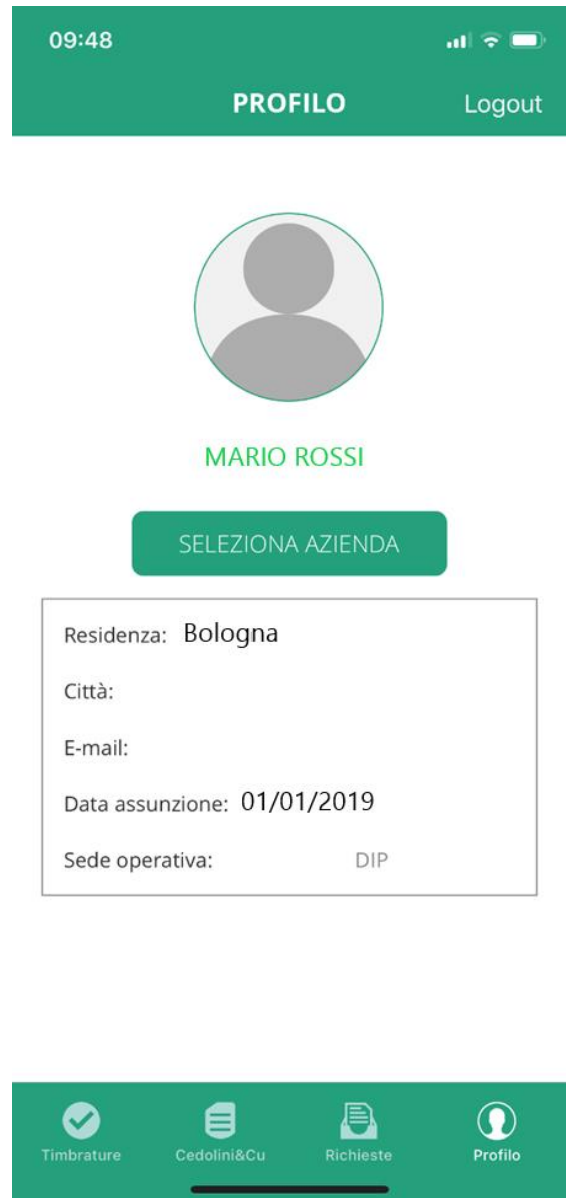 09:48
PROFILO Logout
MARIO ROSSI
SELEZIONA AZIENDA
Residenza: Bologna
Città:
E-mail:
Data assunzione: 01/01/2019
Sede operativa: DIP
Timbrature Cedolini&Cu Richieste Profilo